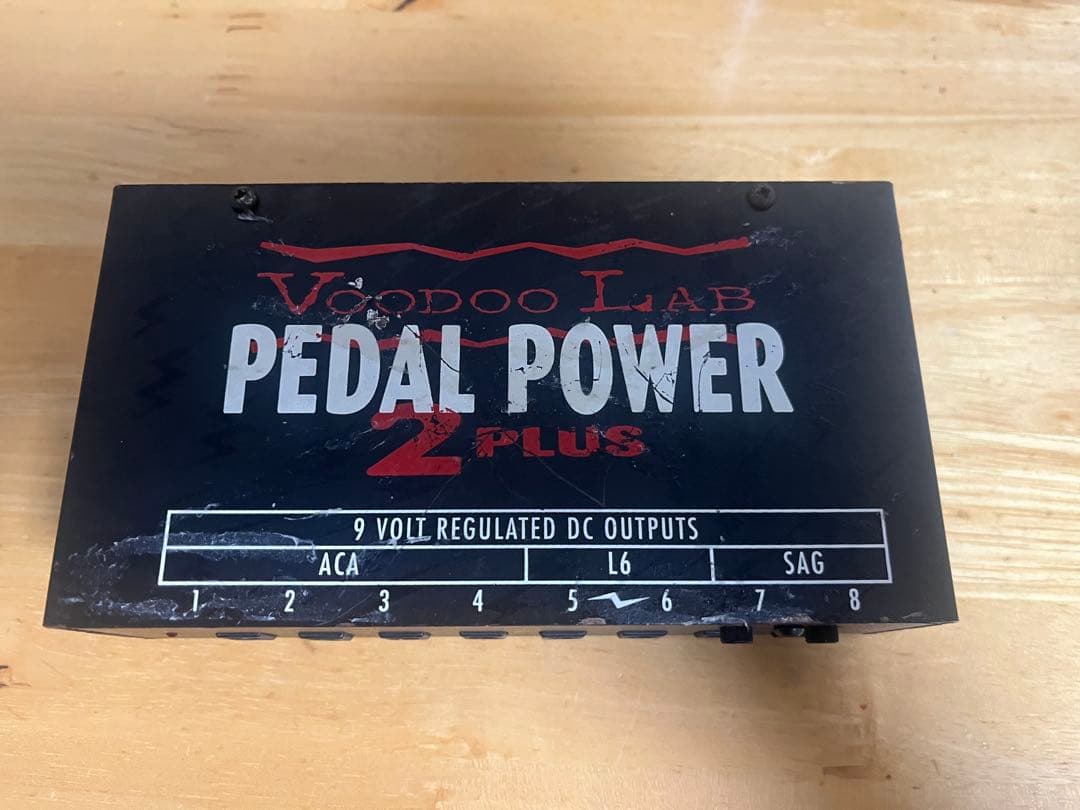 VOODOO LAB
PEDAL POWER
2 PLUS
9 VOLT REGULATED DC OUTPUTS
ACA L6 SAG
1 2 3 4 5 6 7 8